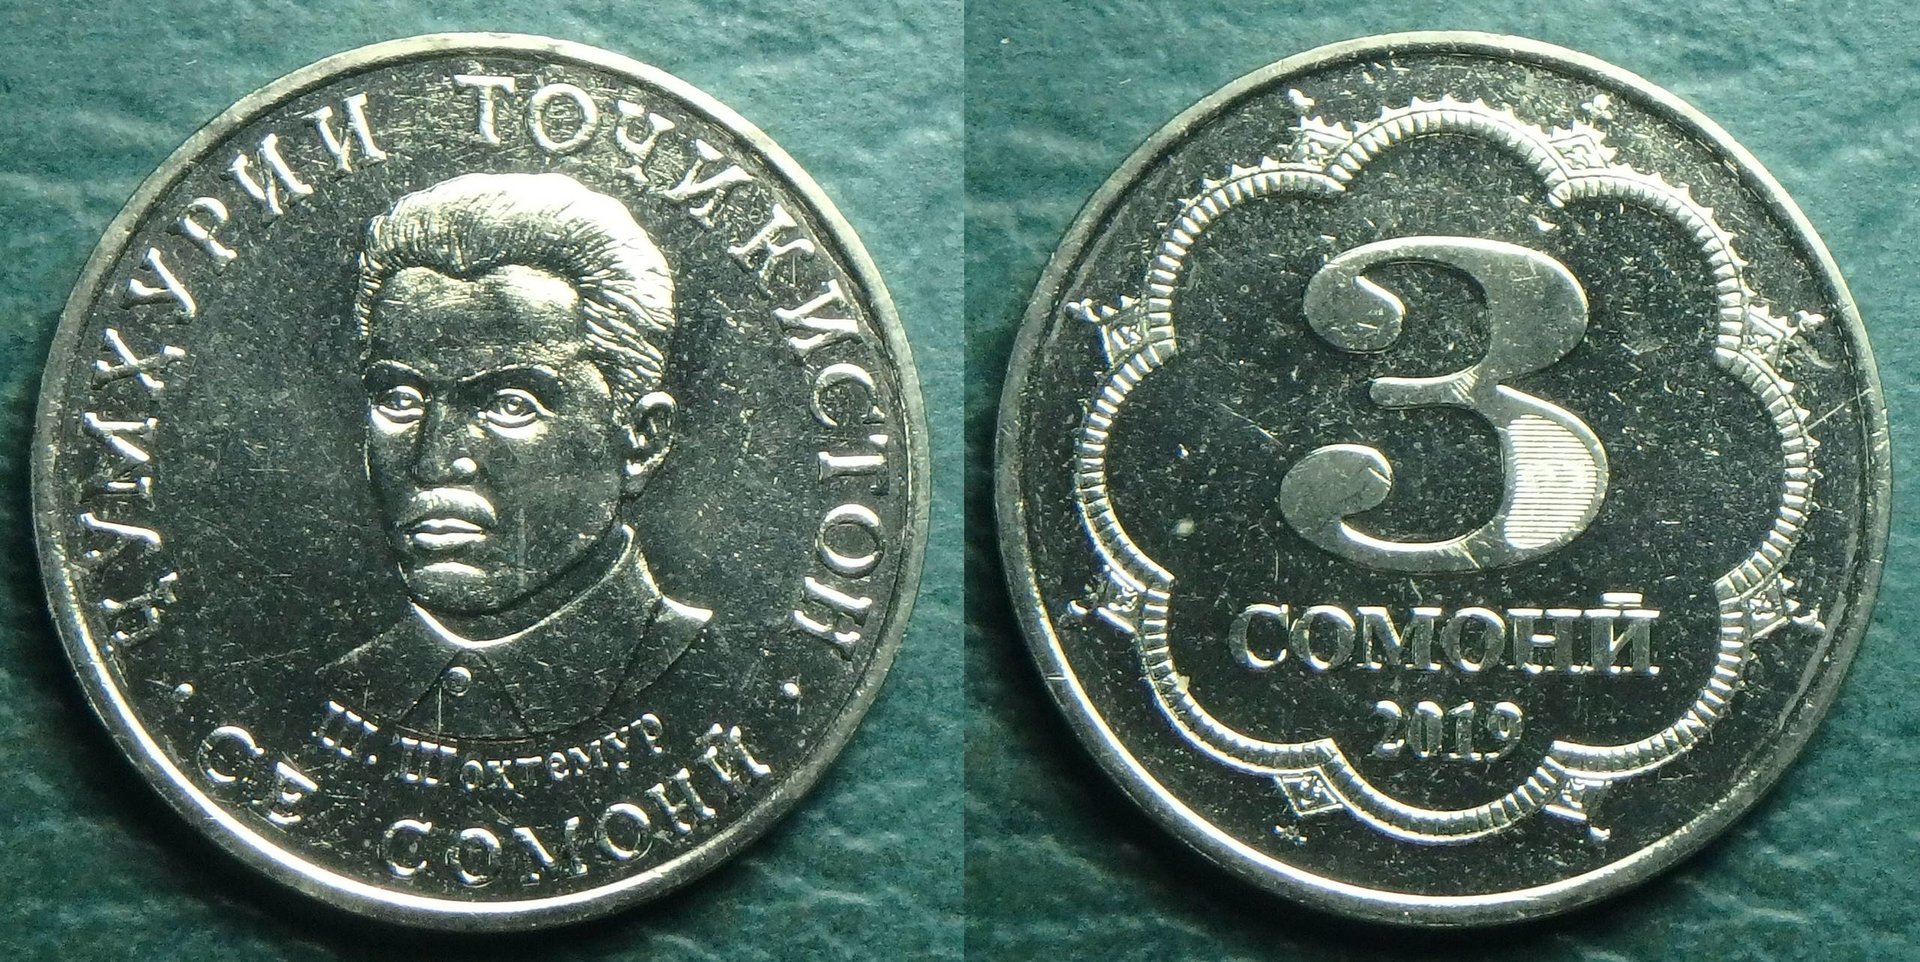 ҶУМҲУРИИ ТОҶИКИСТОН
Ш. Шоҳтемур
· СЕ СОМОНӢ ·
3
СОМОНӢ
2019